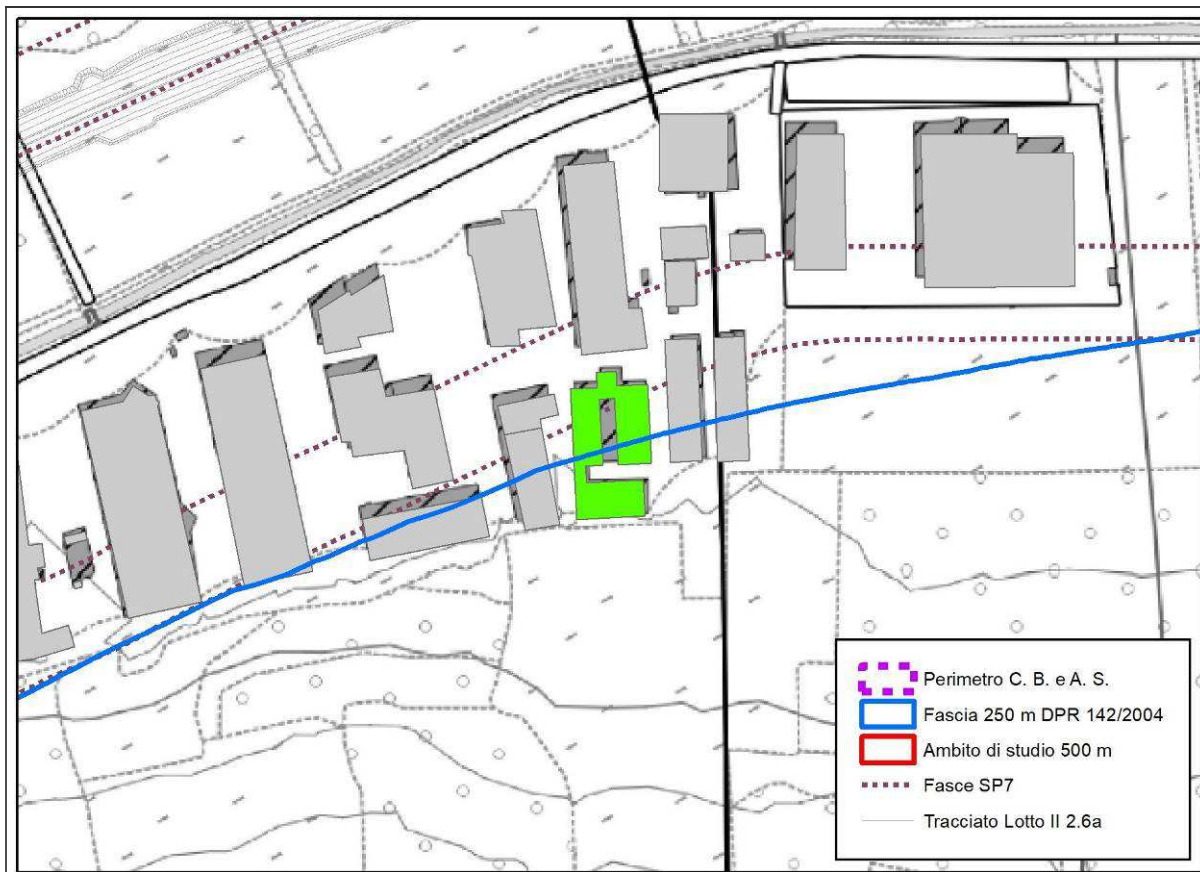 Perimetro C. B. e A. S.
Fascia 250 m DPR 142/2004
Ambito di studio 500 m
Fasce SP7
Tracciato Lotto II 2.6a